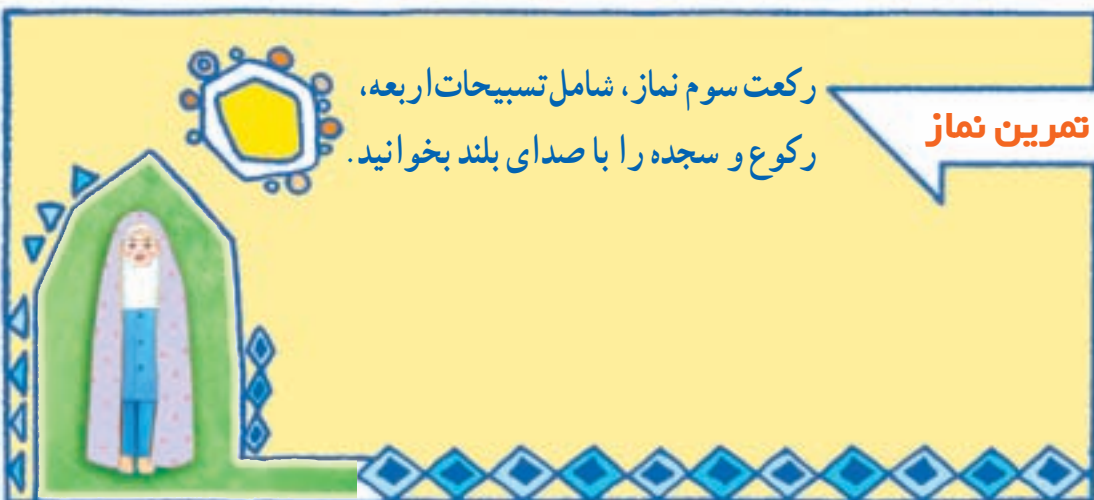 تمرین نماز
رکعت سوم نماز، شامل تسبیحات اربعه،
رکوع و سجده را با صدای بلند بخوانید.